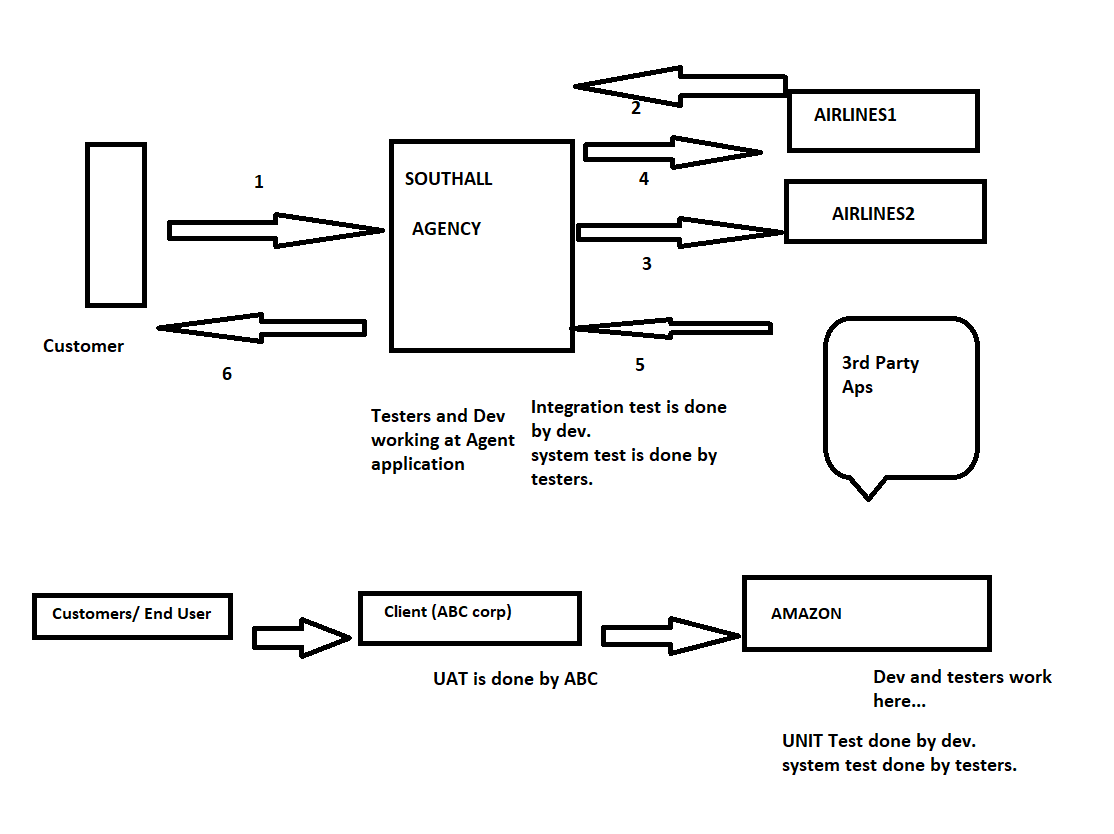 AIRLINES1
2
1
SOUTHALL
4
AGENCY
AIRLINES2
3
Customer
6
5
3rd Party
Aps
Testers and Dev
working at Agent
application
Integration test is done
by dev.
system test is done by
testers.
Customers/ End User
Client (ABC corp)
AMAZON
UAT is done by ABC
Dev and testers work
here...
UNIT Test done by dev.
system test done by testers.